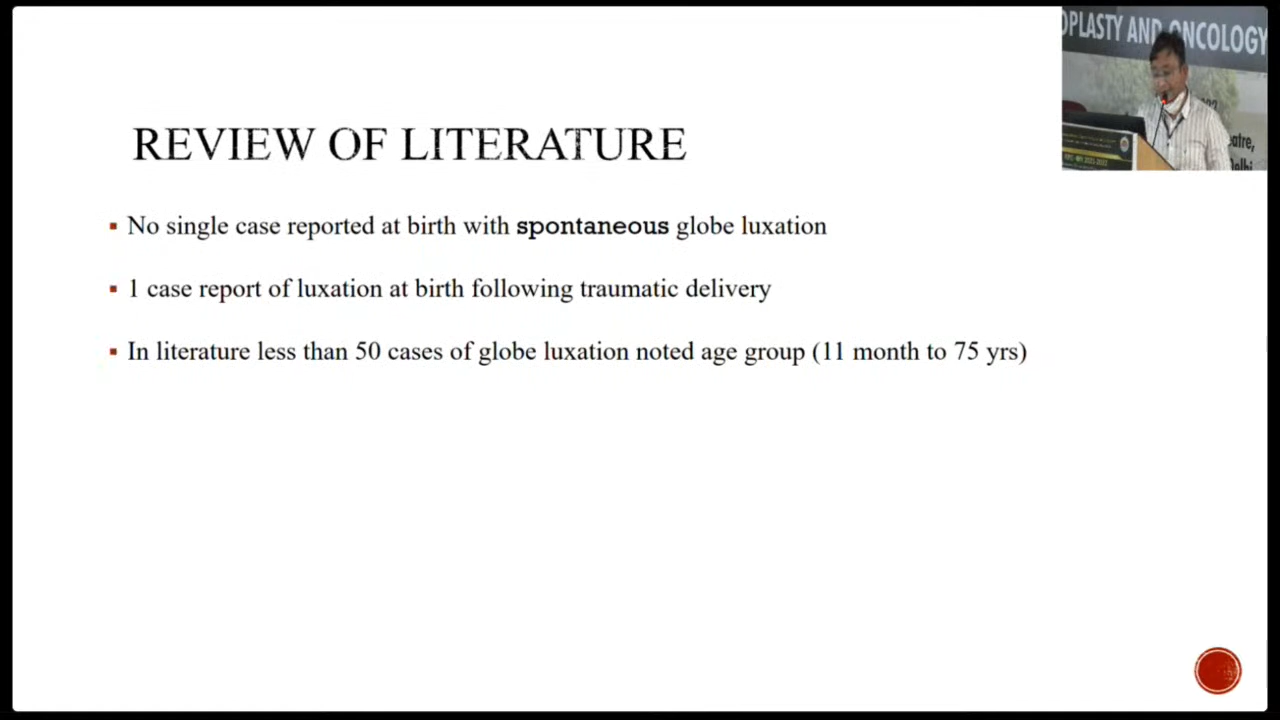 OPLASTY AND ONCOLOGY
REVIEW OF LITERATURE
▪ No single case reported at birth with spontaneous globe luxation
▪ 1 case report of luxation at birth following traumatic delivery
▪ In literature less than 50 cases of globe luxation noted age group (11 month to 75 yrs)
atre,
Delhi